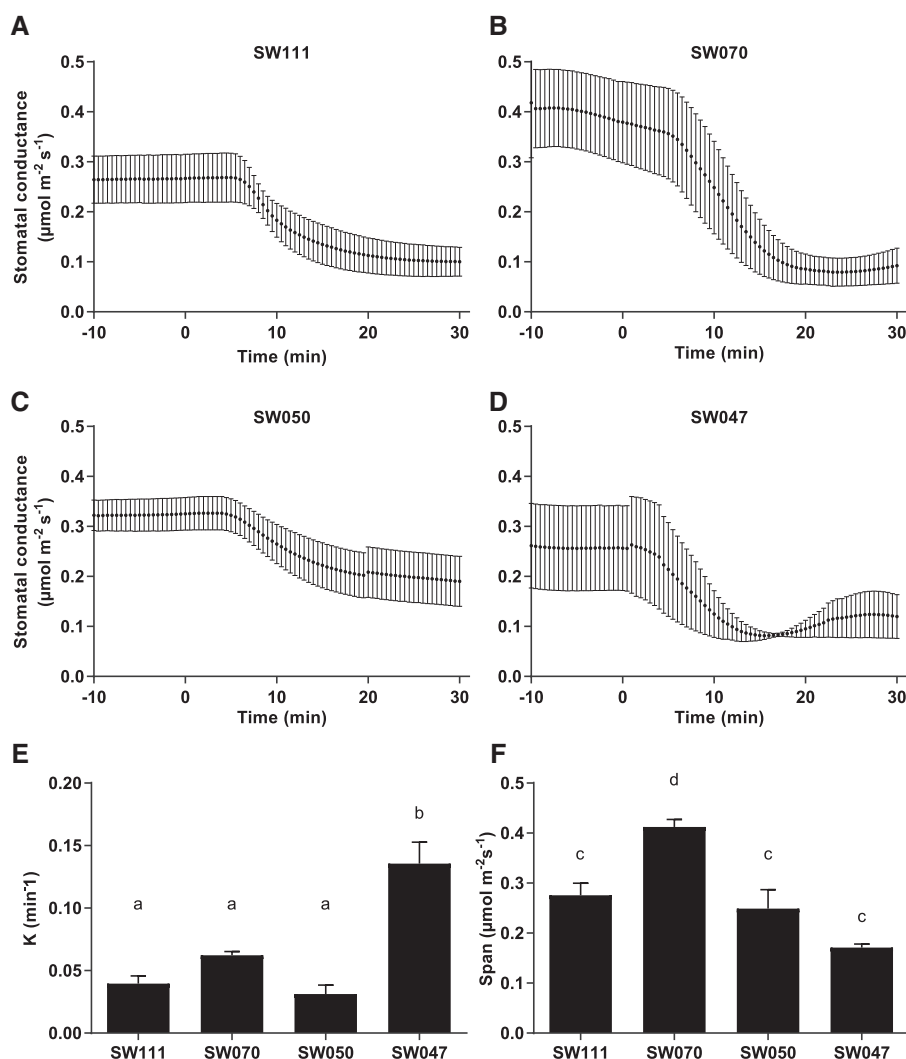 A
SW111
0.5
0.4
0.3
0.2
0.1
0.0
Stomatal conductance
(µmol m-2 s-1)
-10 0 10 20 30
Time (min)
B
SW070
0.5
0.4
0.3
0.2
0.1
0.0
-10 0 10 20 30
Time (min)
C
SW050
0.5
0.4
0.3
0.2
0.1
0.0
Stomatal conductance
(µmol m-2 s-1)
-10 0 10 20 30
Time (min)
D
SW047
0.5
0.4
0.3
0.2
0.1
0.0
-10 0 10 20 30
Time (min)
E
0.20
0.15
0.10
0.05
0.00
K (min-1)
a a a b
SW111 SW070 SW050 SW047
F
0.5
0.4
0.3
0.2
0.1
0.0
Span (µmol m-2s-1)
c d c c
SW111 SW070 SW050 SW047